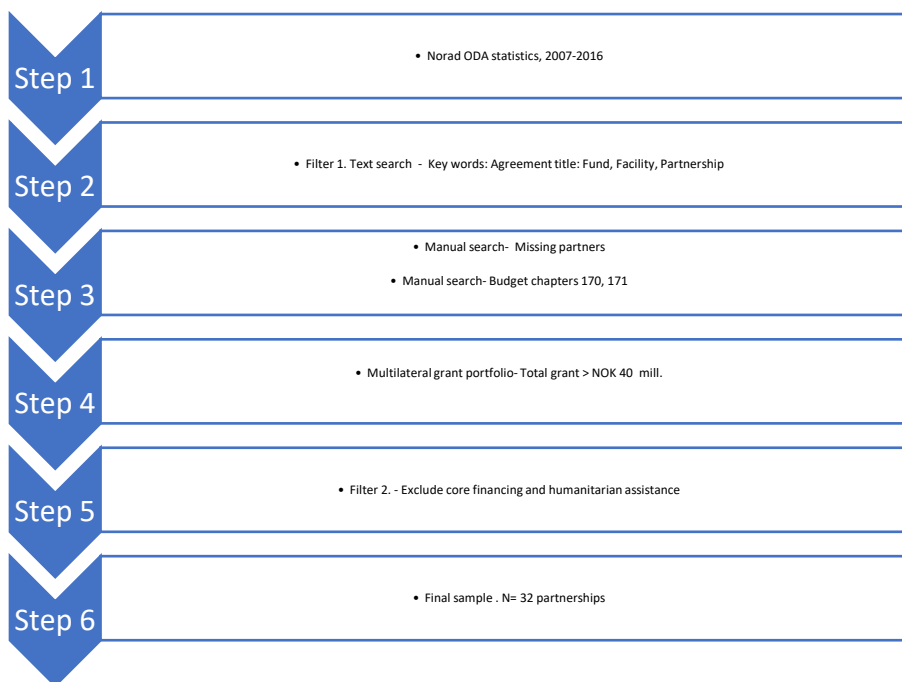 Step 1
• Norad ODA statistics, 2007-2016
Step 2
• Filter 1. Text search - Key words: Agreement title: Fund, Facility, Partnership
Step 3
• Manual search- Missing partners
• Manual search- Budget chapters 170, 171
Step 4
• Multilateral grant portfolio- Total grant > NOK 40 mill.
Step 5
• Filter 2. - Exclude core financing and humanitarian assistance
Step 6
• Final sample . N= 32 partnerships